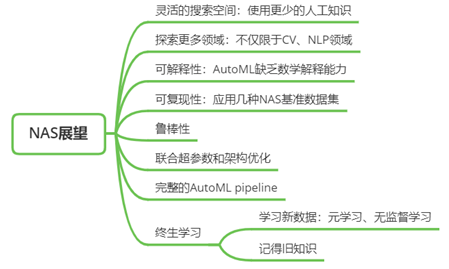 灵活的搜索空间：使用更少的人工知识
探索更多领域：不仅限于CV、NLP领域
可解释性：AutoML缺乏数学解释能力
可复现性：应用几种NAS基准数据集
NAS展望
鲁棒性
联合超参数和架构优化
完整的AutoML pipeline
终生学习
学习新数据：元学习、无监督学习
记得旧知识